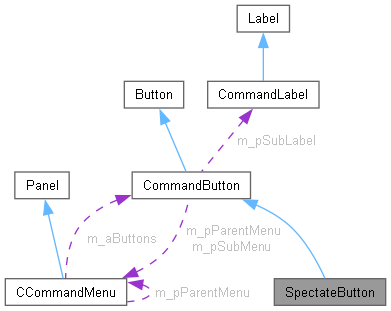 Label
Button
CommandLabel
m_pSubLabel
Panel
CommandButton
m_aButtons
m_pParentMenu
m_pSubMenu
CCommandMenu
m_pParentMenu
SpectateButton